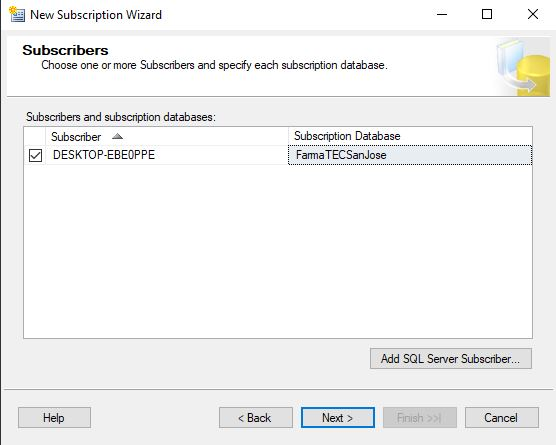 New Subscription Wizard
Subscribers
Choose one or more Subscribers and specify each subscription database.
Subscribers and subscription databases:
Subscriber Subscription Database
DESKTOP-EBE0PPE FarmaTECSanJose
Add SQL Server Subscriber...
Help < Back Next > Finish >>| Cancel